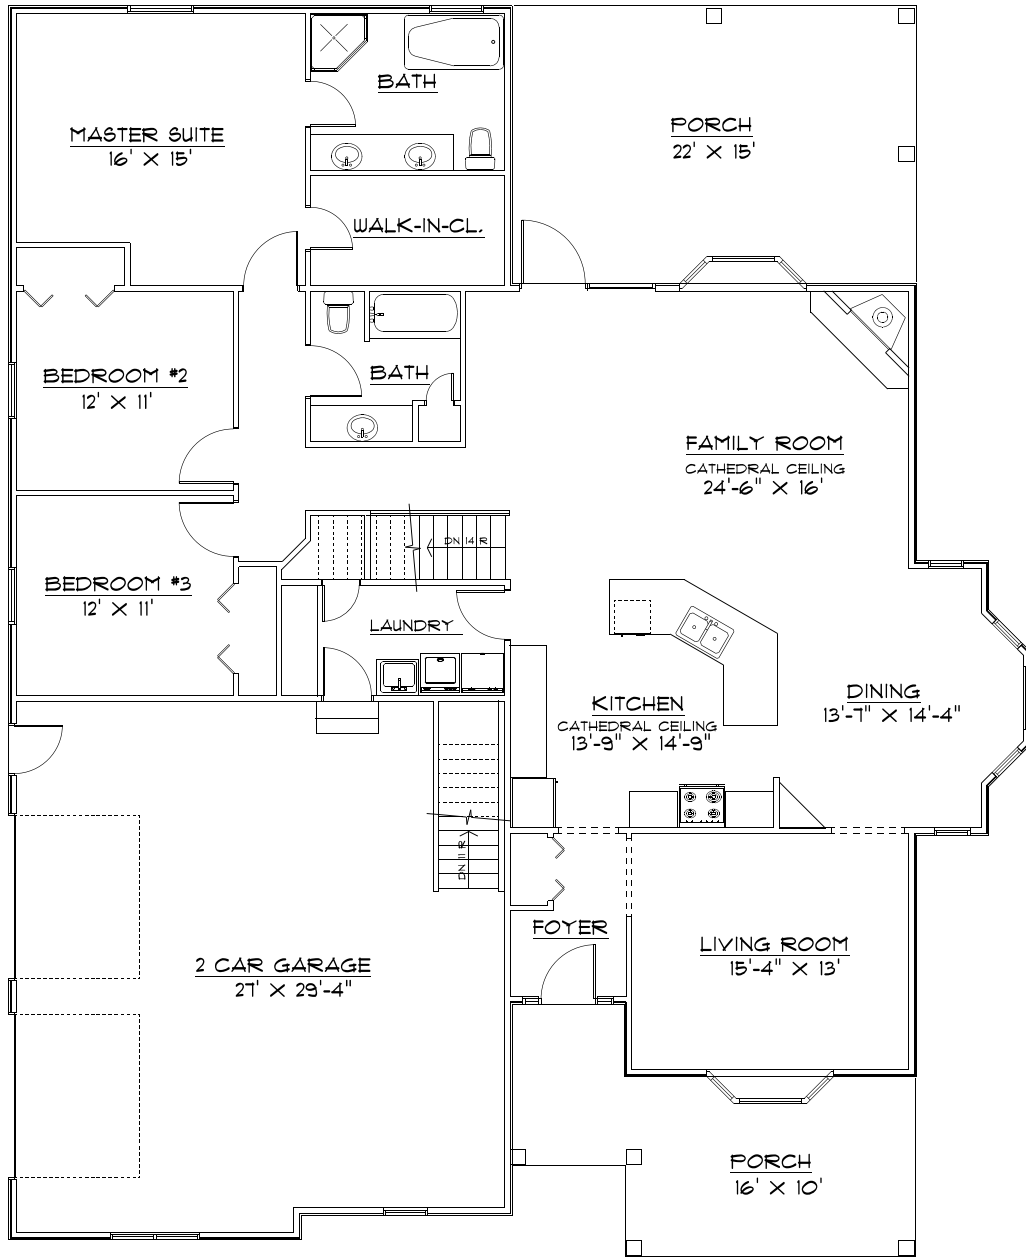 BATH
MASTER SUITE
16' X 15'
PORCH
22' X 15'
WALK-IN-CL.
BEDROOM #2
12' X 11'
BATH
FAMILY ROOM
CATHEDRAL CEILING
24'-6" X 16'
DN 14 R
BEDROOM #3
12' X 11'
LAUNDRY
KITCHEN
CATHEDRAL CEILING
13'-9" X 14'-9"
DINING
13'-7" X 14'-4"
DN 11 R
FOYER
LIVING ROOM
15'-4" X 13'
2 CAR GARAGE
27' X 29'-4"
PORCH
16' X 10'